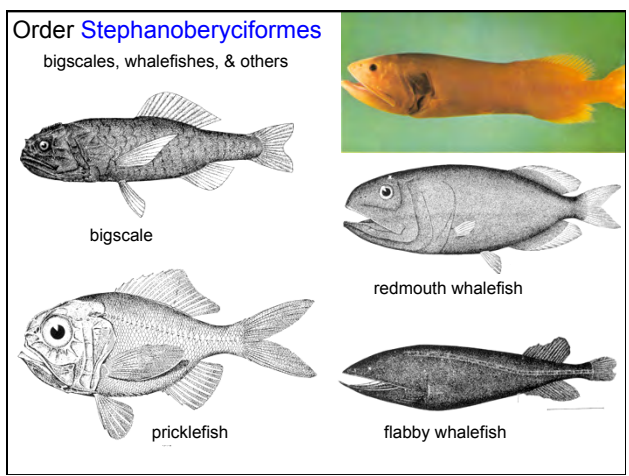 Order Stephanoberyciformes
bigscales, whalefishes, & others
bigscale
redmouth whalefish
pricklefish
flabby whalefish